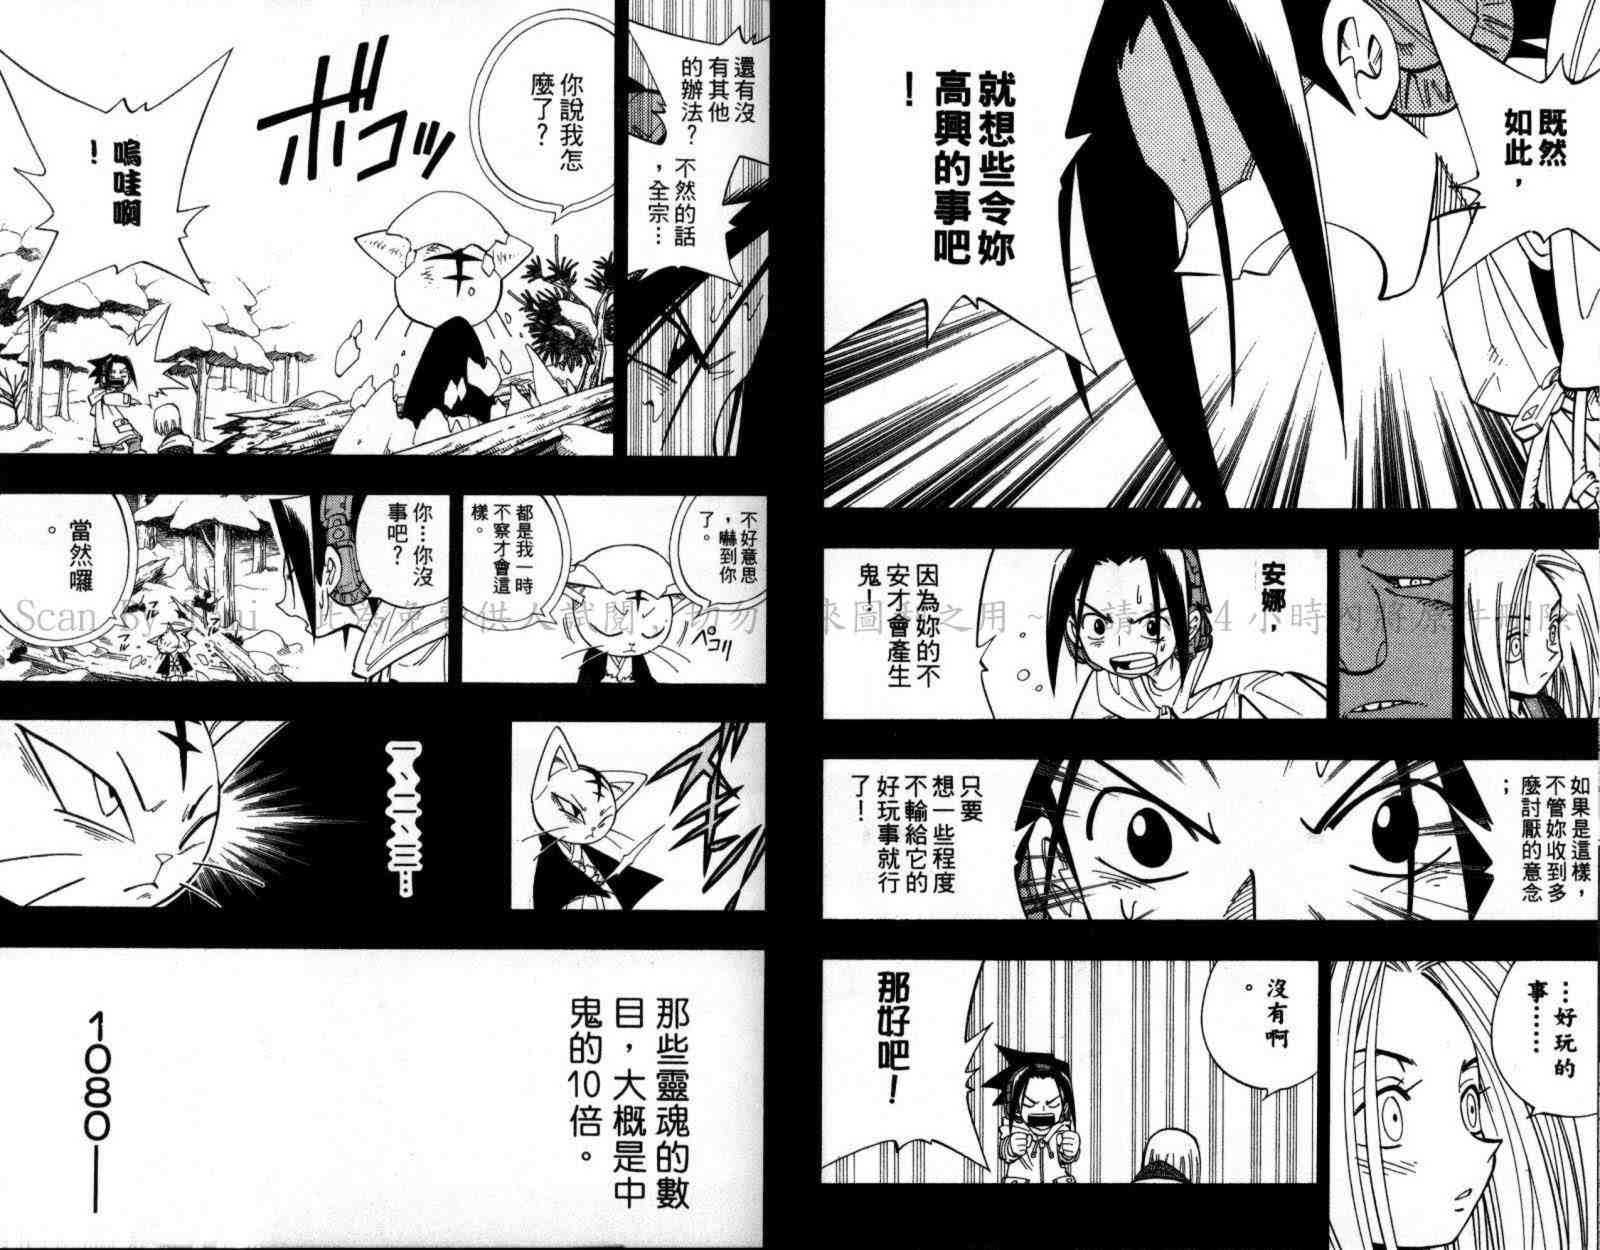 既然
如此，
就想些令妳
高興的事吧
！
安娜，
因為妳的不
安才會產生
鬼！
如果是這樣，
不管妳收到多
麼討厭的意念
；
只要
想一些程度
不輸給它的
好玩事就行
了！
…好玩的
事……
沒有啊
。
那好吧！
還有沒
有其他
的辦法？
不然的話
，全宗…
你說我怎
麼了？
ボコッ
嗚哇啊
！
不好意思
，嚇到你
了。
都是我一時
不察才會這
樣。
ペコッ
你…你沒
事吧？
當然囉
。
一、二、三…
那些靈魂的數
目，大概是中
鬼的10倍。
1080——
Scan By